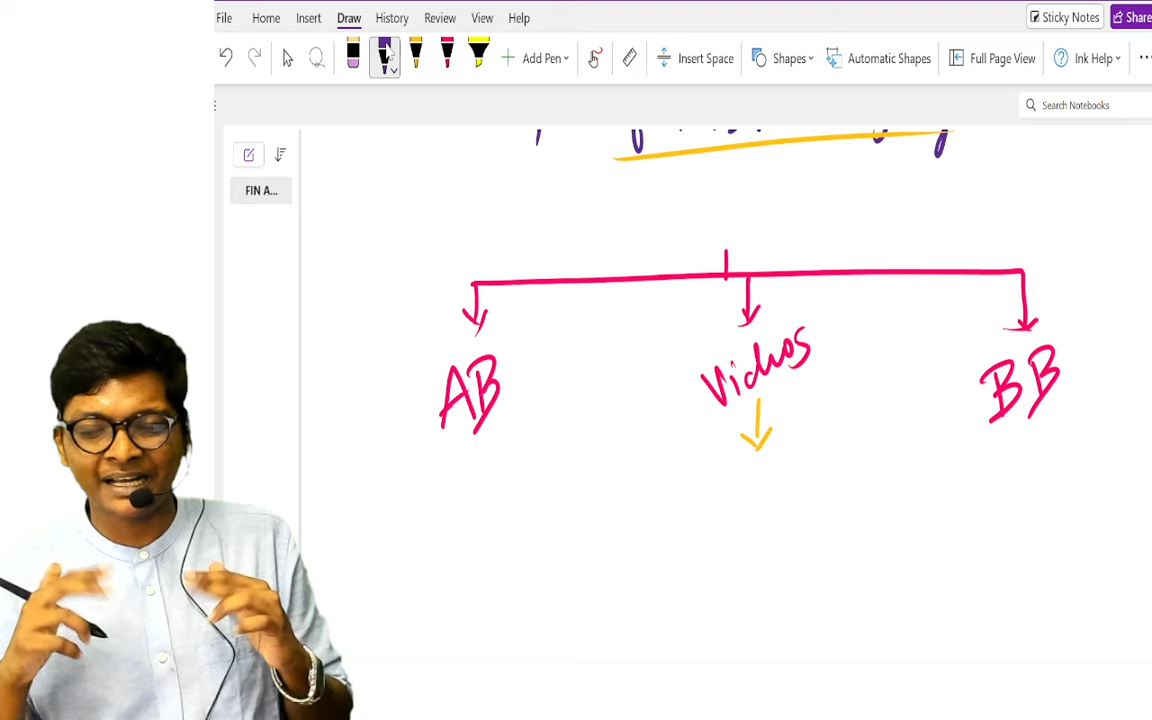 File Home Insert Draw History Review View Help Sticky Notes Share
Add Pen Insert Space Shapes Automatic Shapes Full Page View Ink Help
Search Notebooks
FIN A...
AB Videos BB